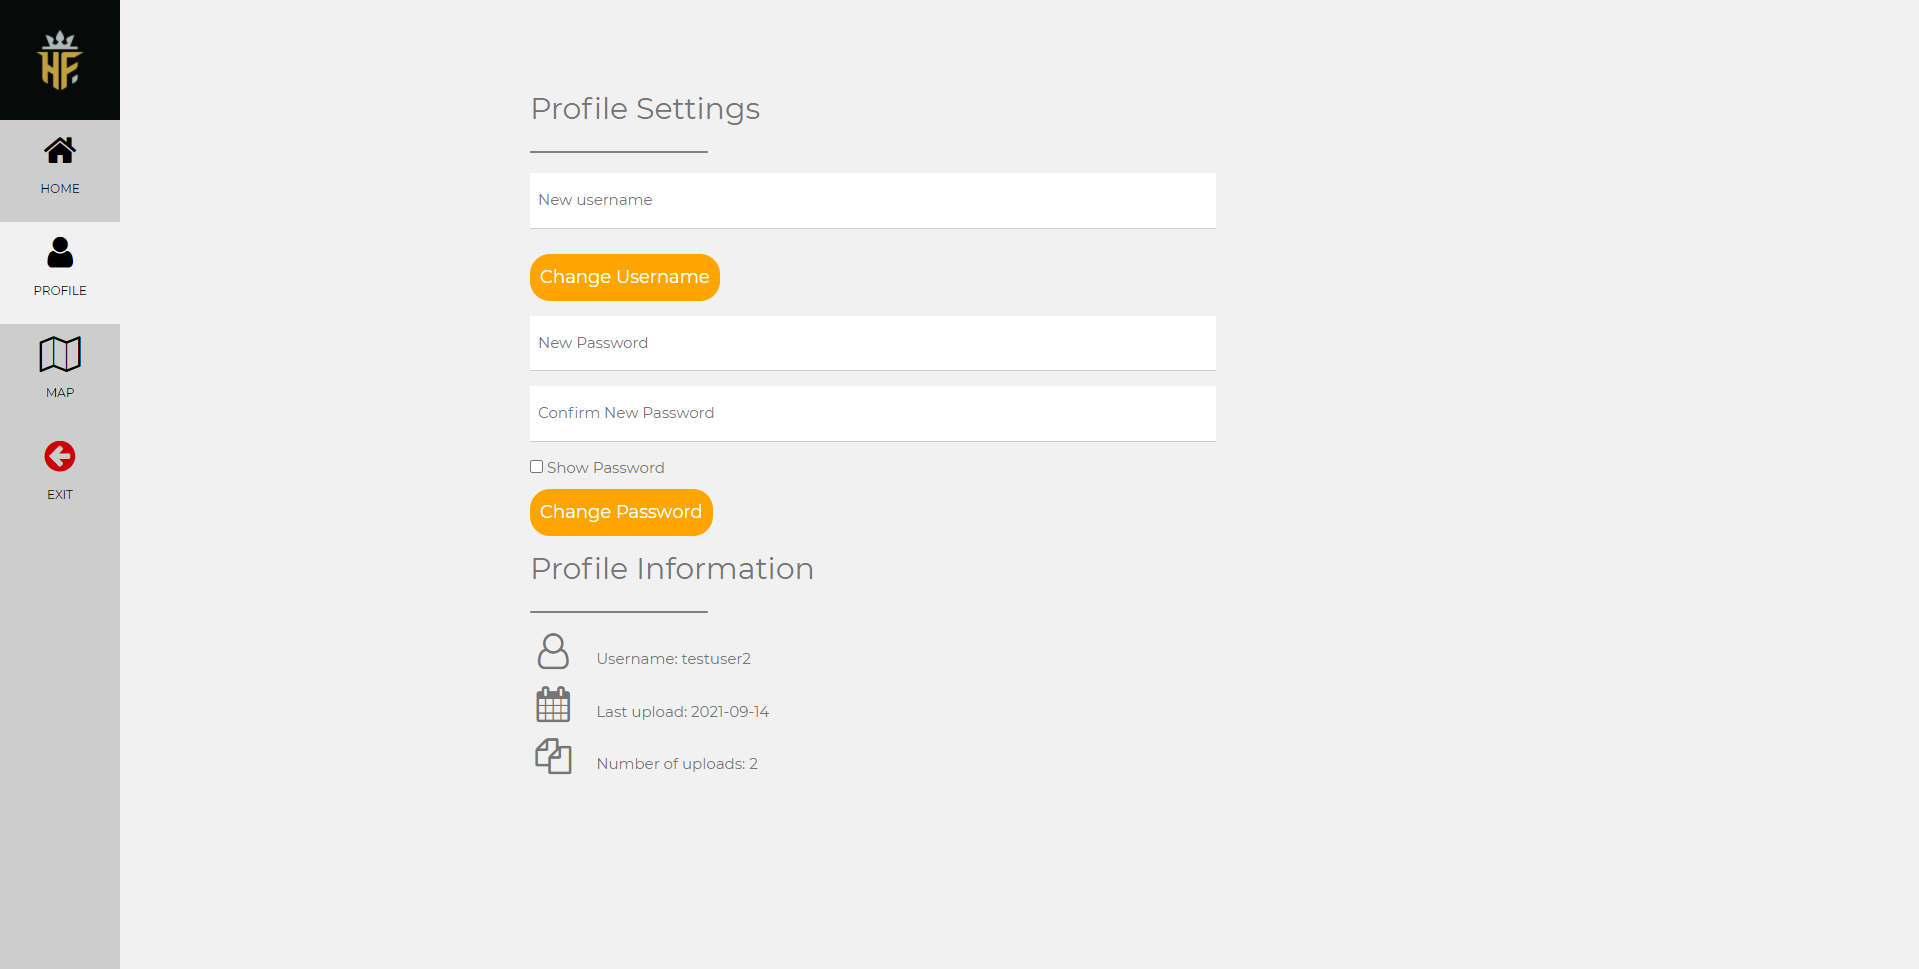 HF
HOME
PROFILE
MAP
EXIT
Profile Settings
New username
Change Username
New Password
Confirm New Password
Show Password
Change Password
Profile Information
Username: testuser2
Last upload: 2021-09-14
Number of uploads: 2